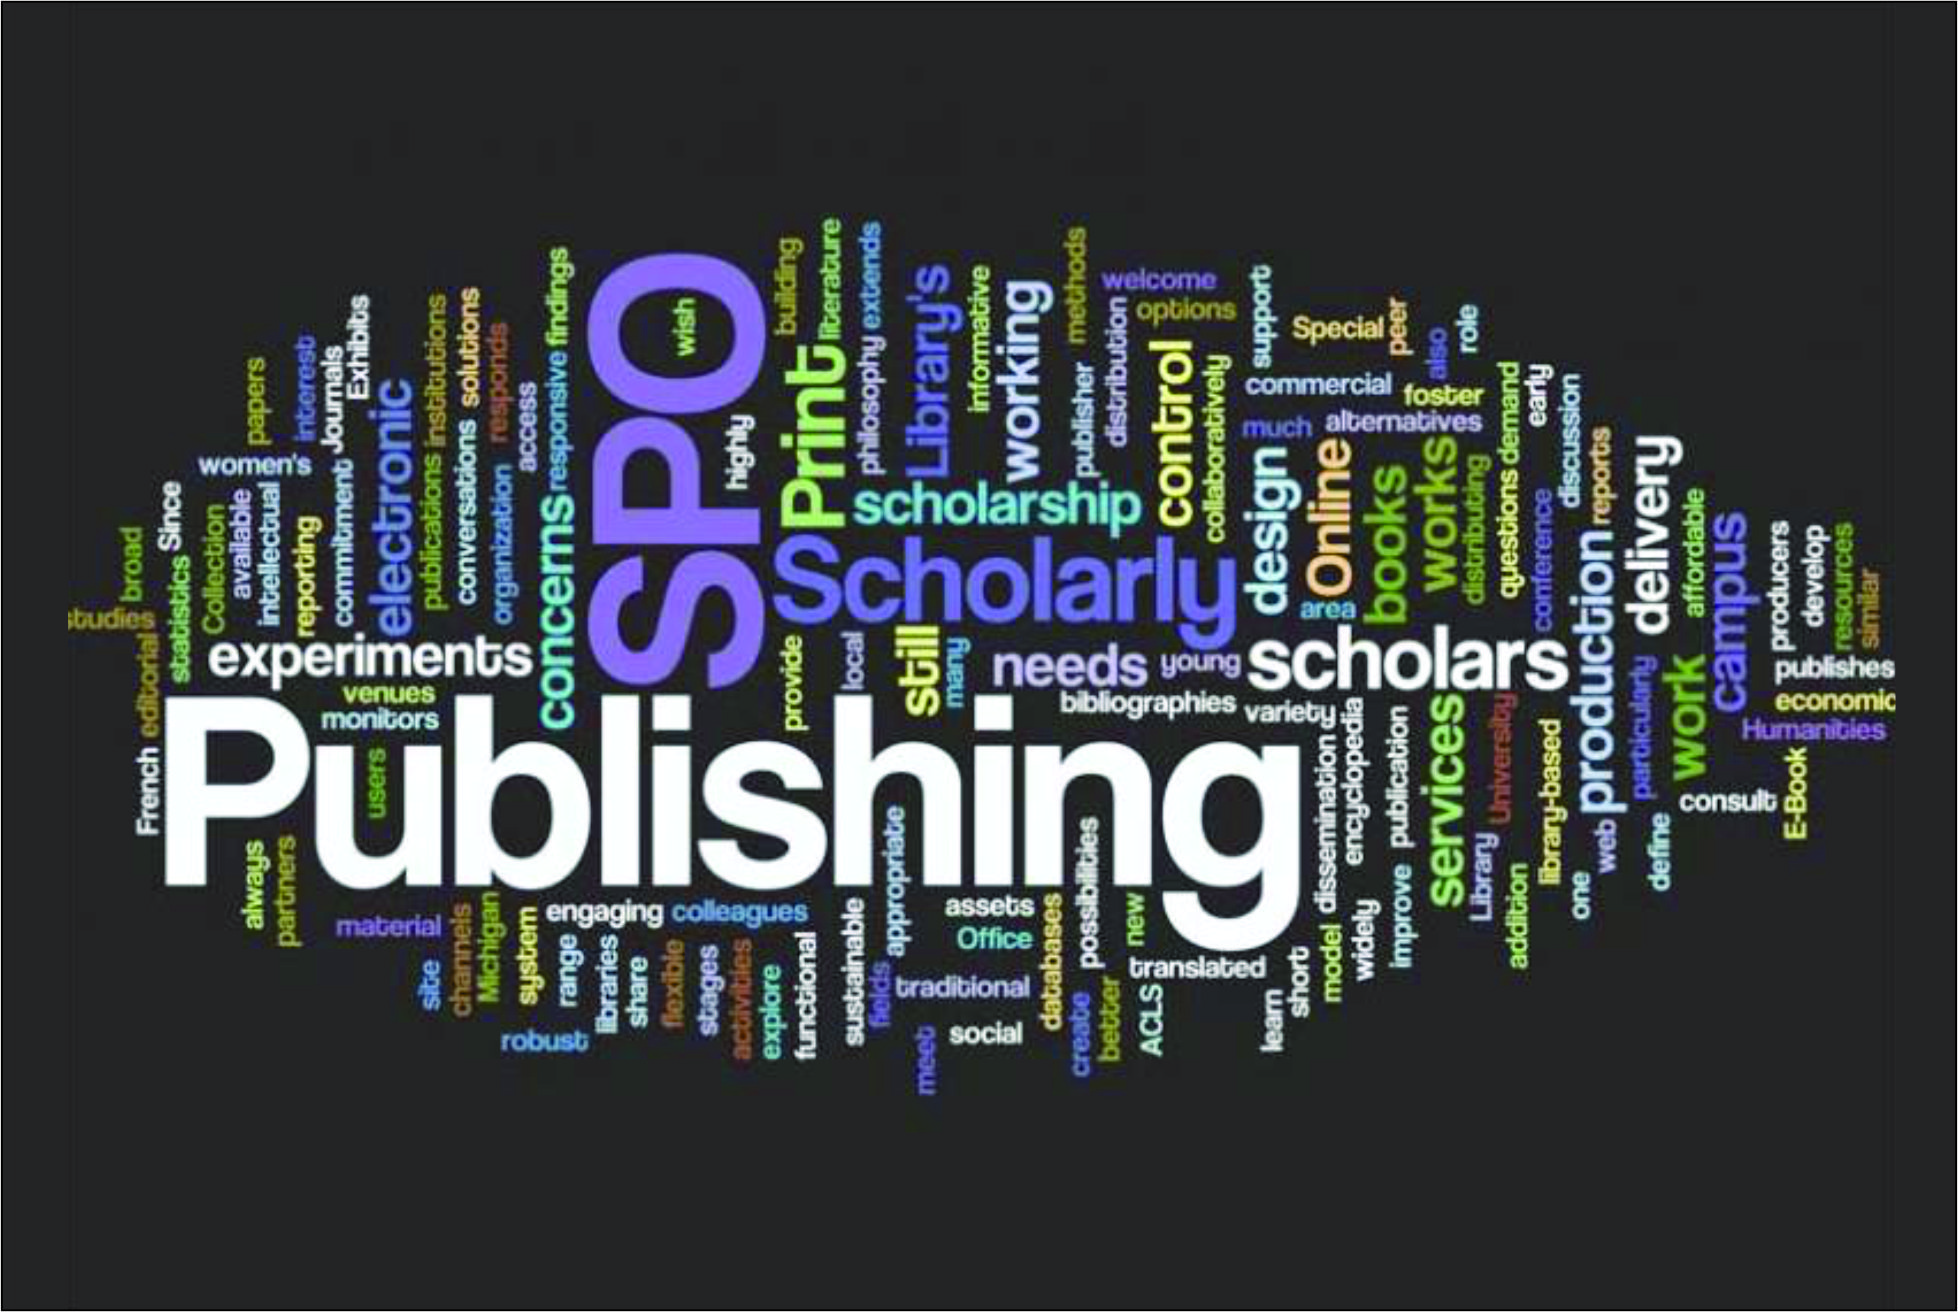 studies
broad
editorial
French
Since
statistics
Collection
papers
women's
available
intellectual
interest
reporting
Journals
Exhibits
commitment
electronic
institutions
publications
solutions
conversations
responds
organization
access
findings
responsive
concerns
experiments
venues
monitors
users
SPO
wish
highly
building
literature
Print
extends
philosophy
Library's
informative
working
methods
publisher
distribution
welcome
options
control
collaboratively
scholarship
Scholarly
provide
local
still
many
needs
young
bibliographies
support
Special
peer
also
role
commercial
foster
much
alternatives
design
Online
area
books
works
distributing
demand
questions
early
discussion
conference
reports
production
delivery
affordable
campus
producers
develop
resources
similar
scholars
publishes
economic
Humanities
variety
Publishing
dissemination
encyclopedia
publication
services
University
library-based
particularly
work
consult
E-Book
web
define
Library
addition
one
improve
widely
model
short
learn
always
partners
material
site
channels
Michigan
system
engaging
colleagues
range
libraries
share
robust
flexible
stages
activities
explore
functional
sustainable
appropriate
fields
assets
Office
traditional
social
meet
databases
possibilities
create
better
new
ACLS
translated